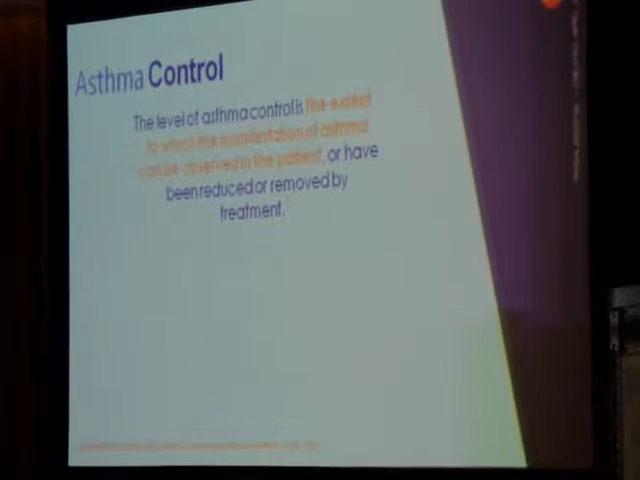 Asthma Control
The level of asthma control is the extent
to which the manifestation of asthma
can be observed in the patient, or have
been reduced or removed by
treatment.